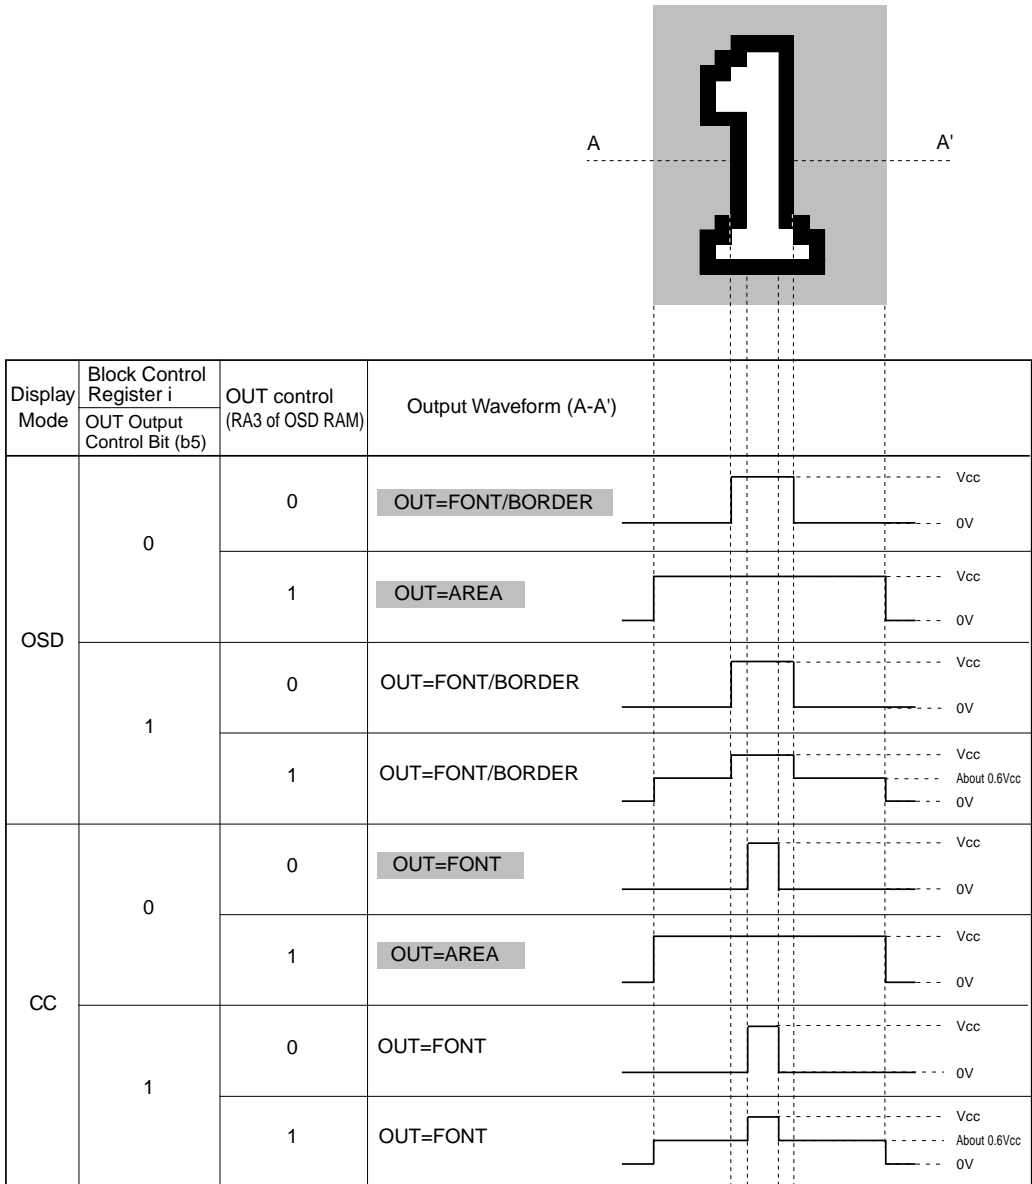 1
A A'
Display Mode
Block Control Register i
OUT Output Control Bit (b5)
OUT control (RA3 of OSD RAM)
Output Waveform (A-A')
OSD
0
0
OUT=FONT/BORDER
Vcc
0V
1
OUT=AREA
Vcc
0V
1
0
OUT=FONT/BORDER
Vcc
0V
1
OUT=FONT/BORDER
Vcc
About 0.6Vcc
0V
CC
0
0
OUT=FONT
Vcc
0V
1
OUT=AREA
Vcc
0V
1
0
OUT=FONT
Vcc
0V
1
OUT=FONT
Vcc
About 0.6Vcc
0V